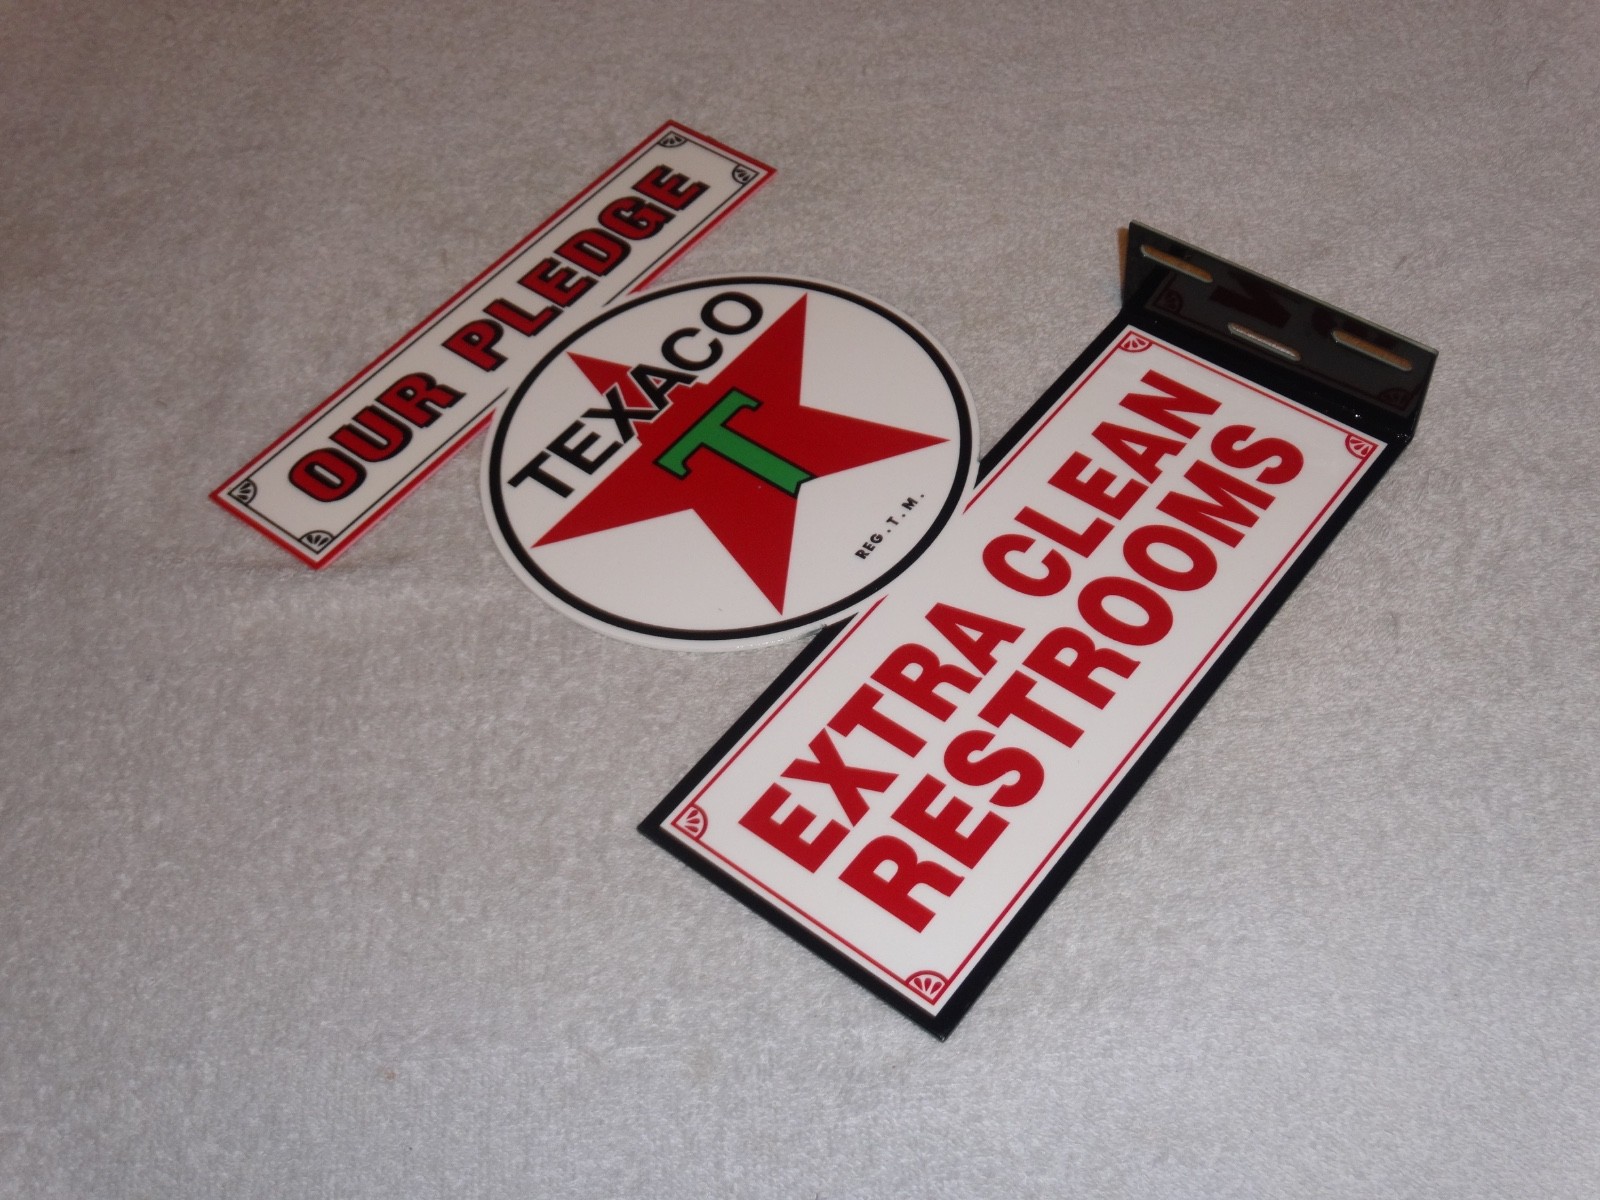 OUR PLEDGE
TEXACO
T
REG. T. M.
EXTRA CLEAN
RESTROOMS